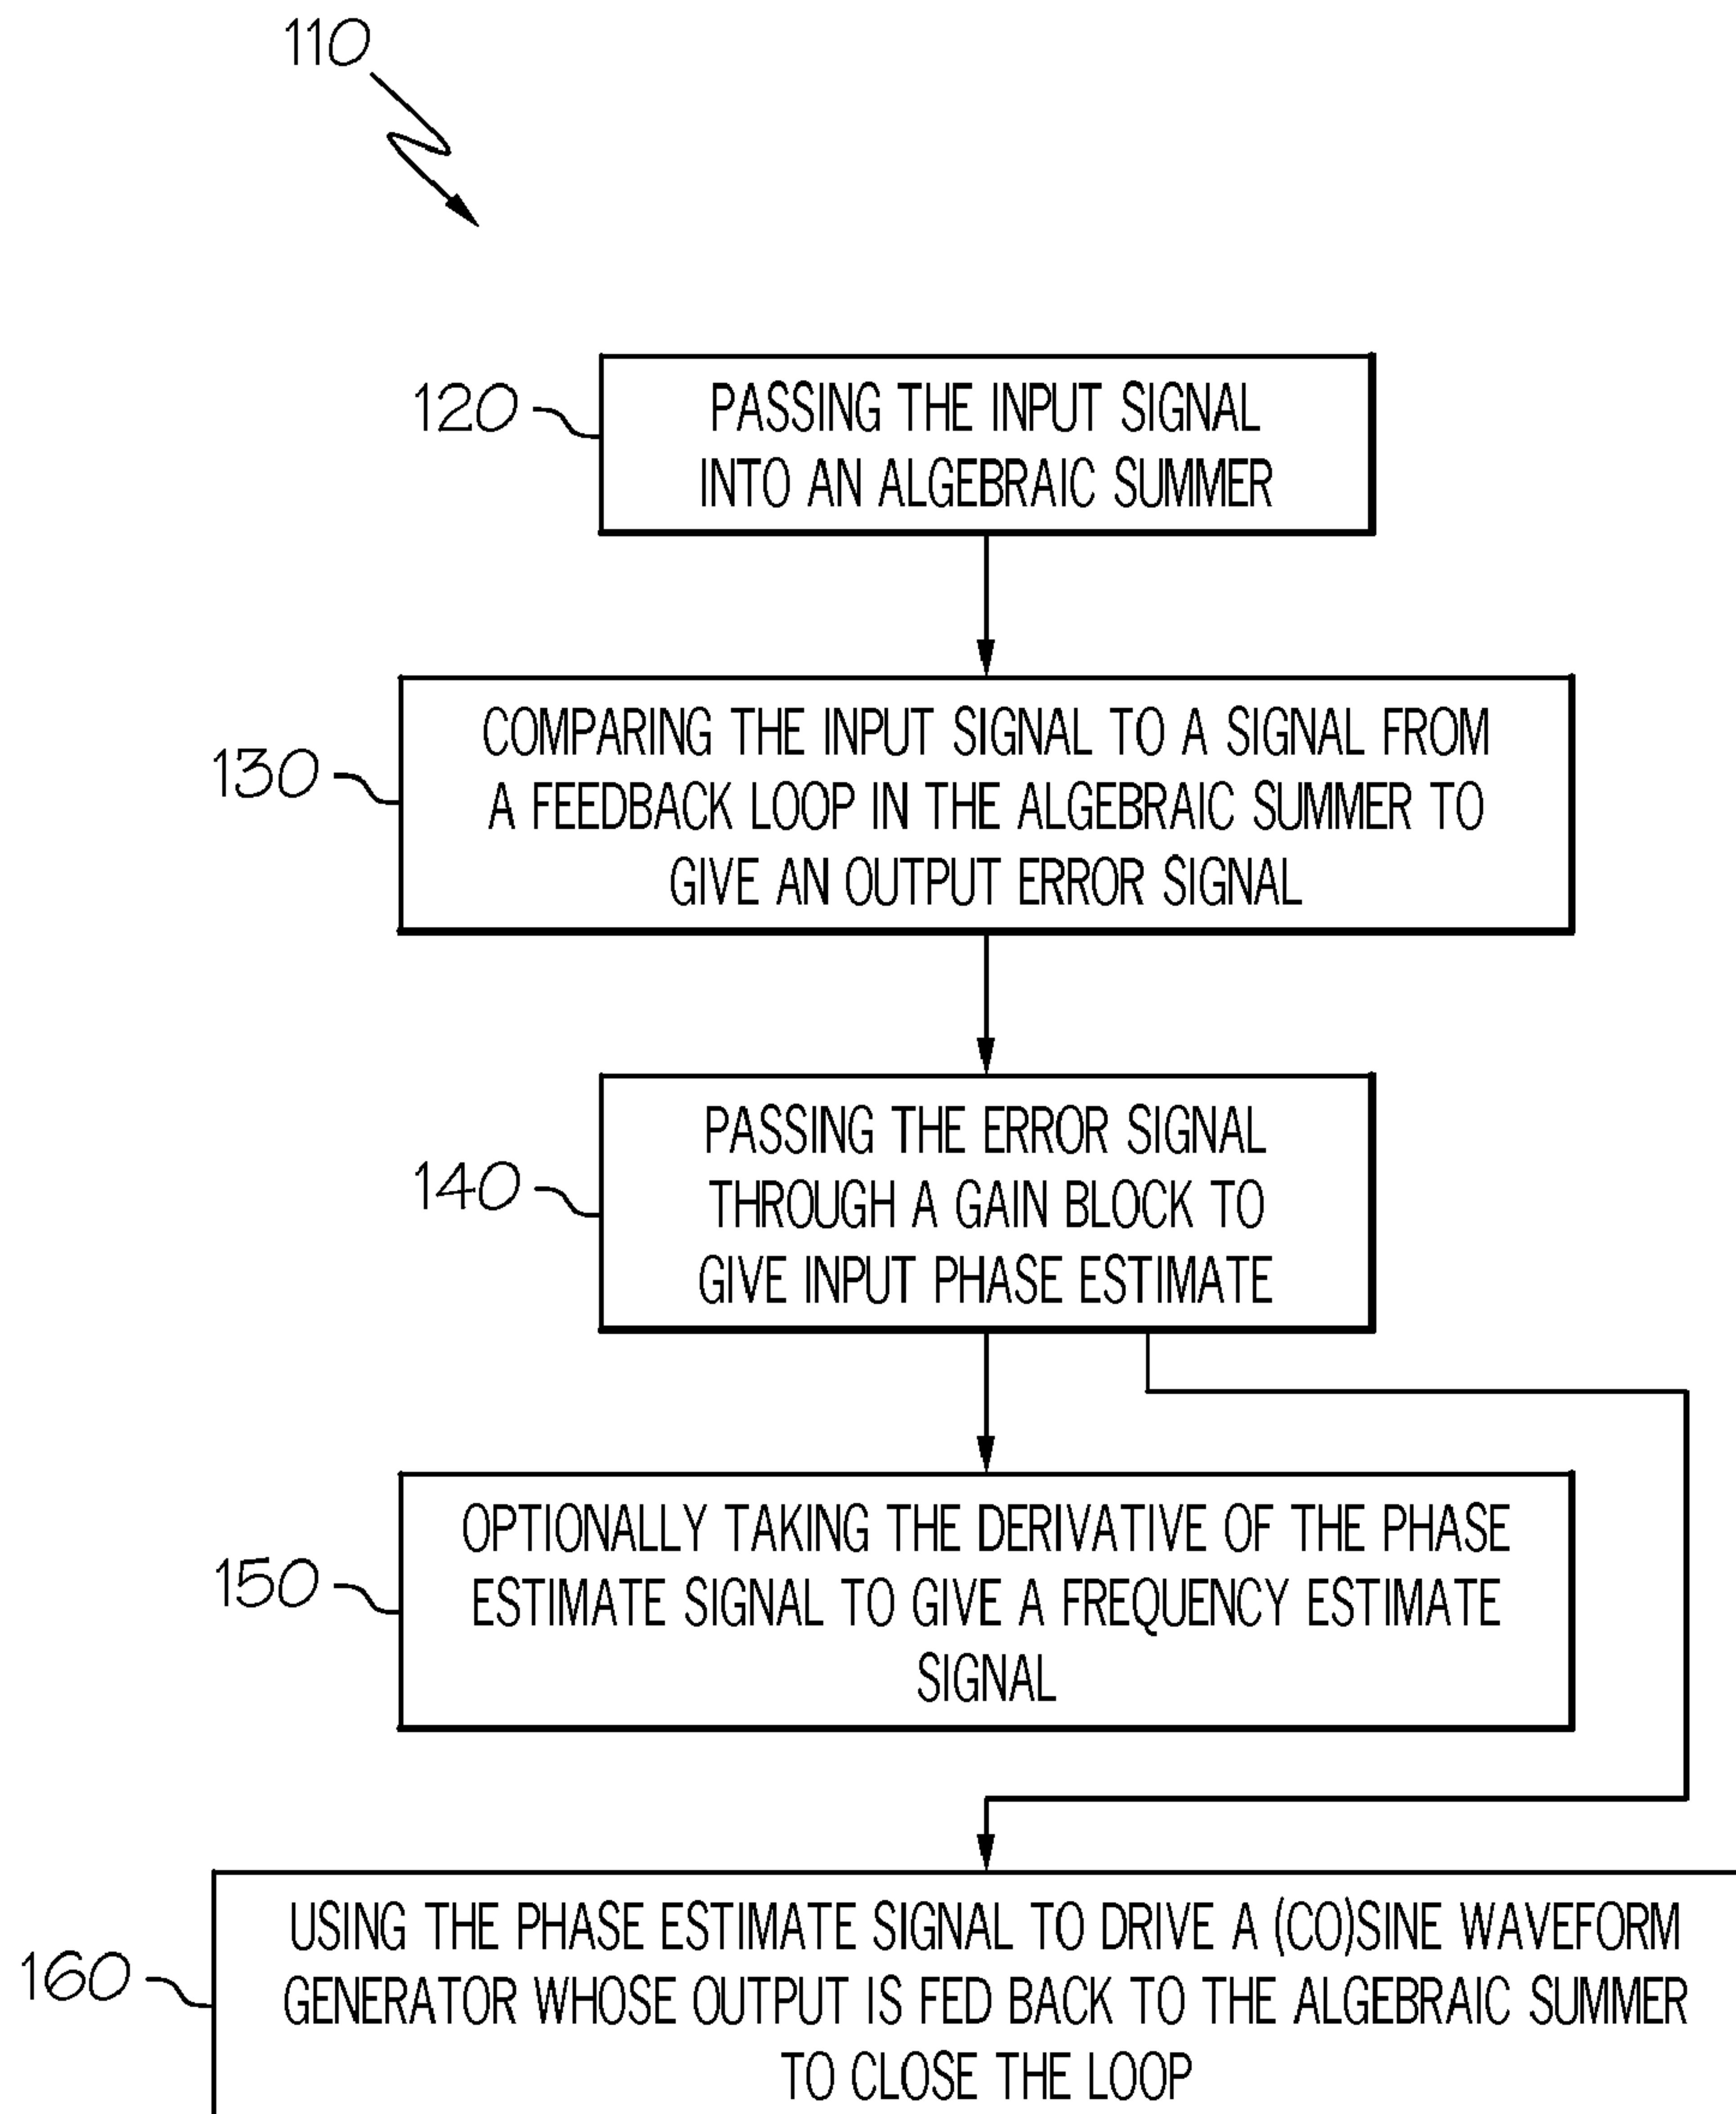 110
120
PASSING THE INPUT SIGNAL
INTO AN ALGEBRAIC SUMMER
130
COMPARING THE INPUT SIGNAL TO A SIGNAL FROM
A FEEDBACK LOOP IN THE ALGEBRAIC SUMMER TO
GIVE AN OUTPUT ERROR SIGNAL
140
PASSING THE ERROR SIGNAL
THROUGH A GAIN BLOCK TO
GIVE INPUT PHASE ESTIMATE
150
OPTIONALLY TAKING THE DERIVATIVE OF THE PHASE
ESTIMATE SIGNAL TO GIVE A FREQUENCY ESTIMATE
SIGNAL
160
USING THE PHASE ESTIMATE SIGNAL TO DRIVE A (CO)SINE WAVEFORM
GENERATOR WHOSE OUTPUT IS FED BACK TO THE ALGEBRAIC SUMMER
TO CLOSE THE LOOP